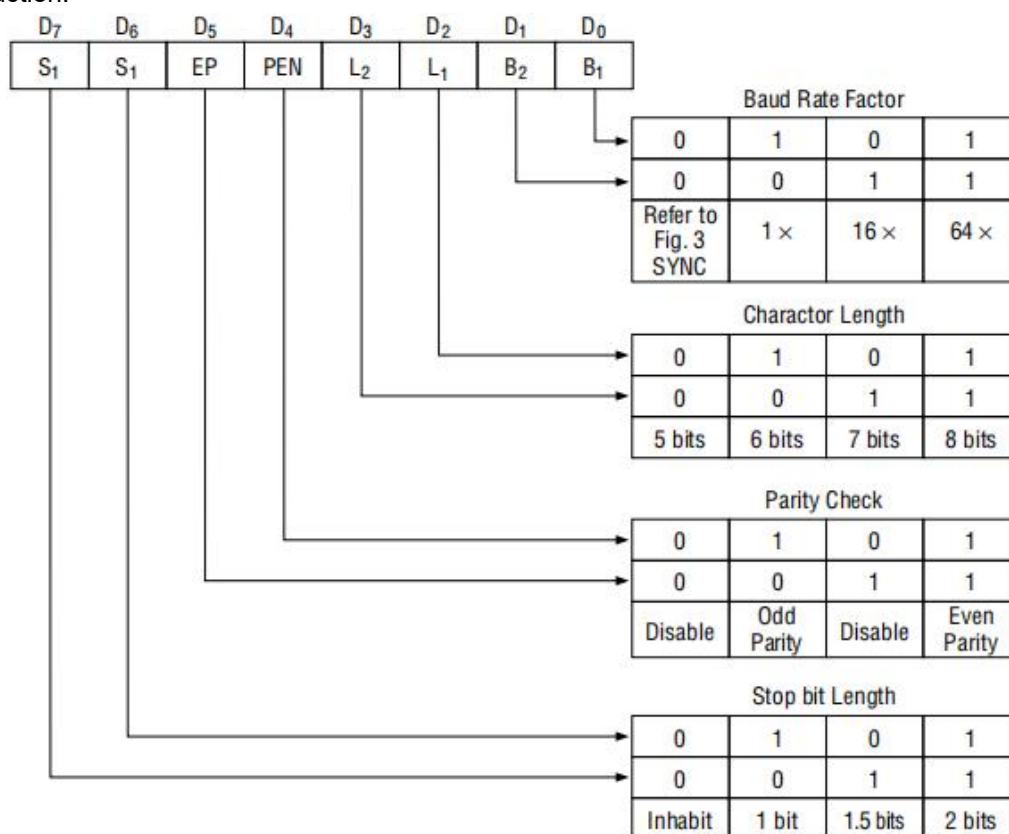 D7 D6 D5 D4 D3 D2 D1 D0
S1 S1 EP PEN L2 L1 B2 B1
Baud Rate Factor
0 1 0 1
0 0 1 1
Refer to Fig. 3 SYNC 1 × 16 × 64 ×
Charactor Length
0 1 0 1
0 0 1 1
5 bits 6 bits 7 bits 8 bits
Parity Check
0 1 0 1
0 0 1 1
Disable Odd Parity Disable Even Parity
Stop bit Length
0 1 0 1
0 0 1 1
Inhabit 1 bit 1.5 bits 2 bits